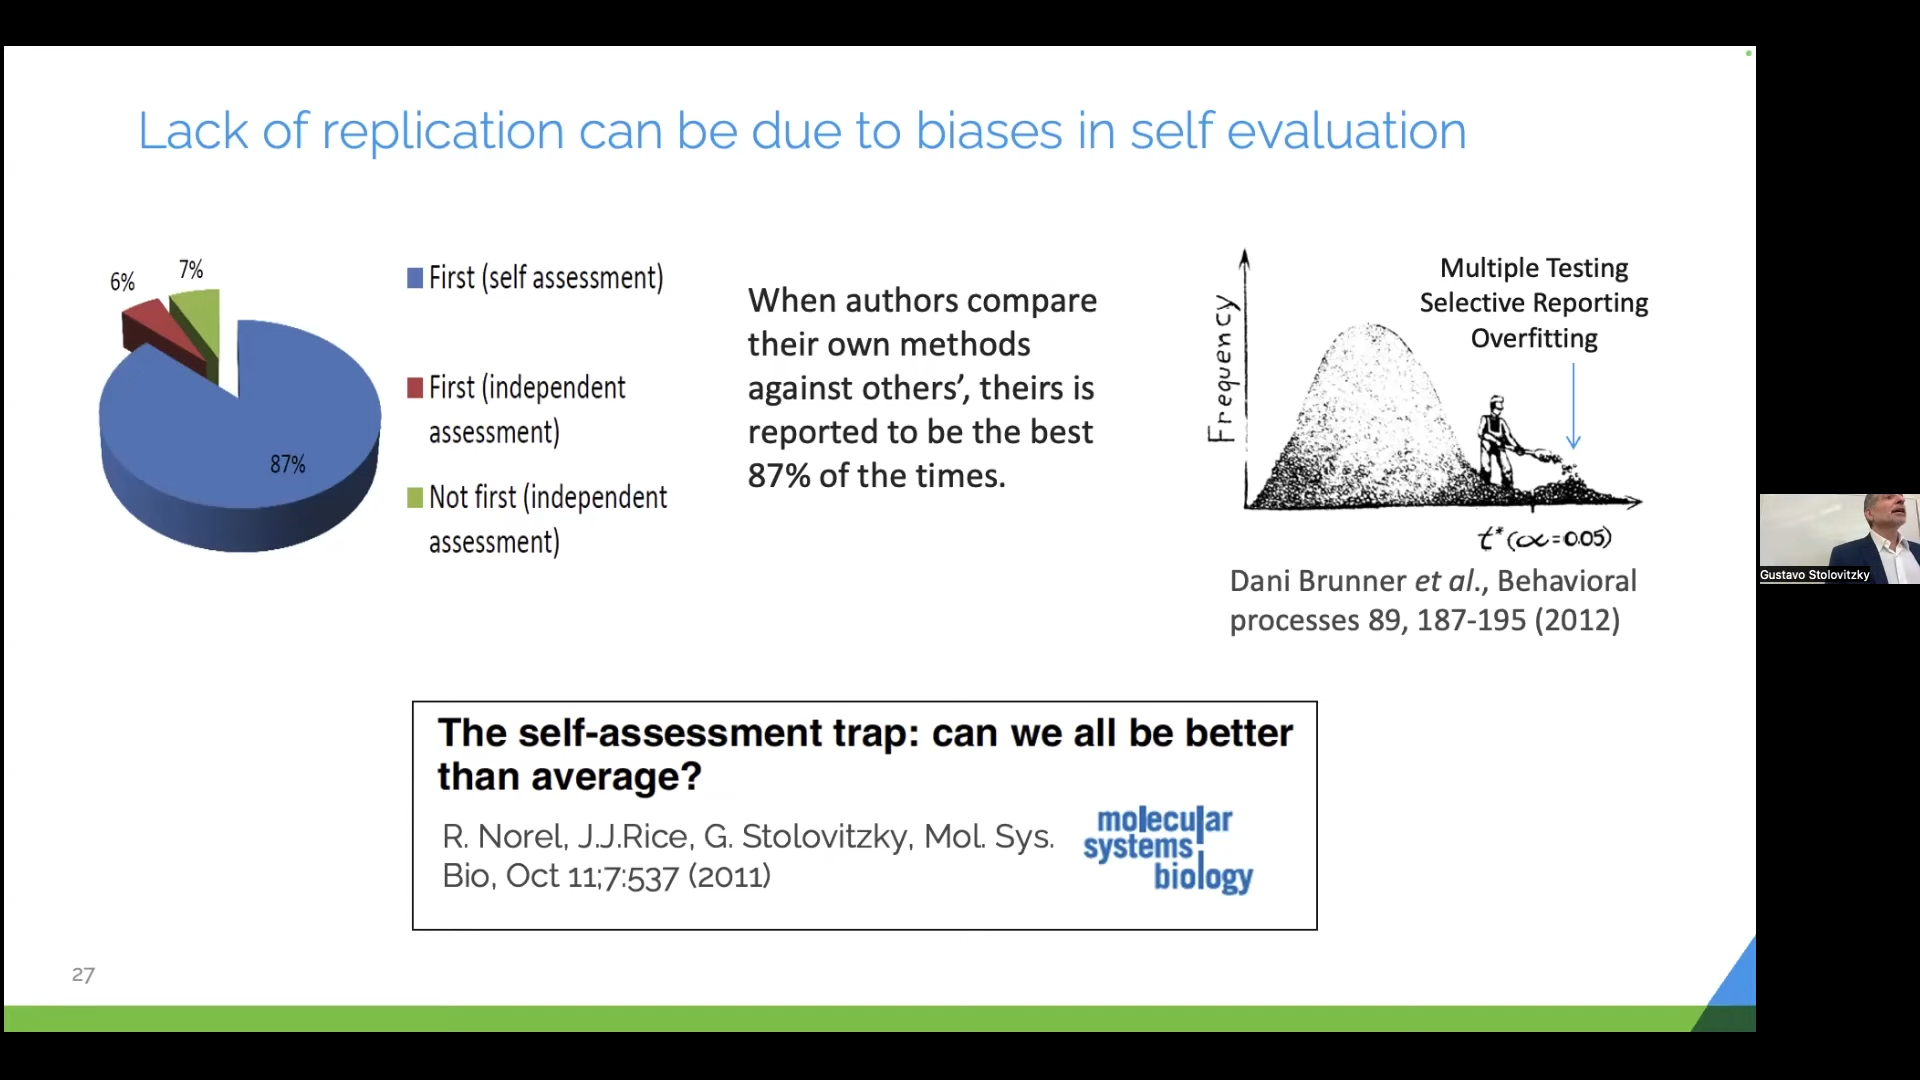 Lack of replication can be due to biases in self evaluation
6%
7%
87%
First (self assessment)
First (independent
assessment)
Not first (independent
assessment)
When authors compare
their own methods
against others’, theirs is
reported to be the best
87% of the times.
Frequency
Multiple Testing
Selective Reporting
Overfitting
t*(α=0.05)
Dani Brunner et al., Behavioral
processes 89, 187-195 (2012)
The self-assessment trap: can we all be better
than average?
R. Norel, J.J.Rice, G. Stolovitzky, Mol. Sys.
Bio, Oct 11;7:537 (2011)
molecular
systems
biology
27
Gustavo Stolovitzky